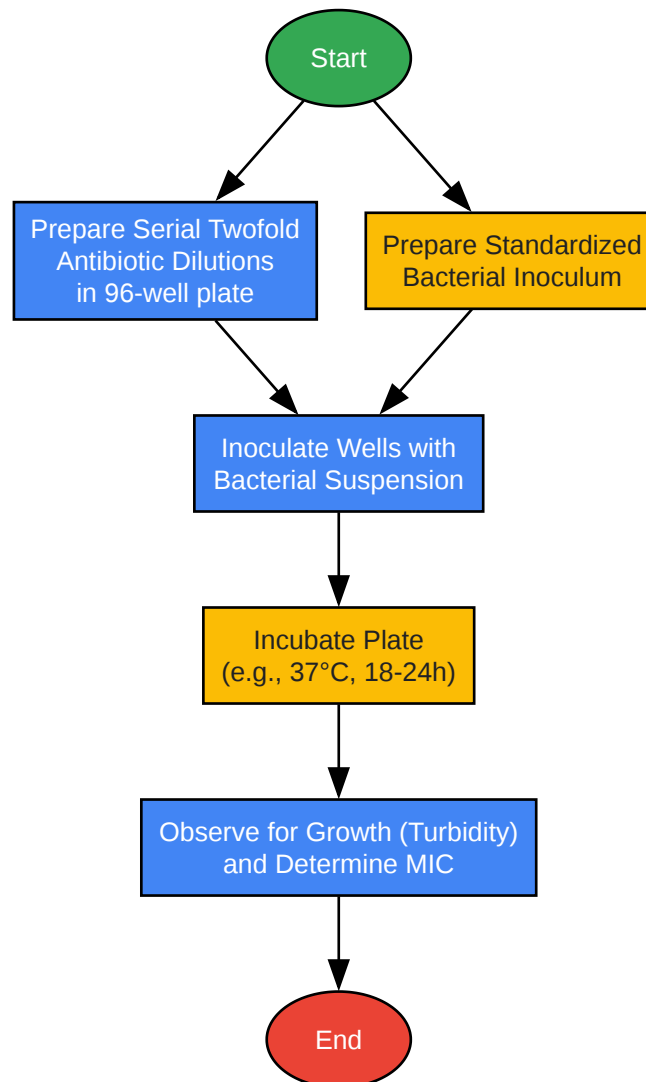 Start
Prepare Serial Twofold
Antibiotic Dilutions
in 96-well plate
Prepare Standardized
Bacterial Inoculum
Inoculate Wells with
Bacterial Suspension
Incubate Plate
(e.g., 37°C, 18-24h)
Observe for Growth (Turbidity)
and Determine MIC
End